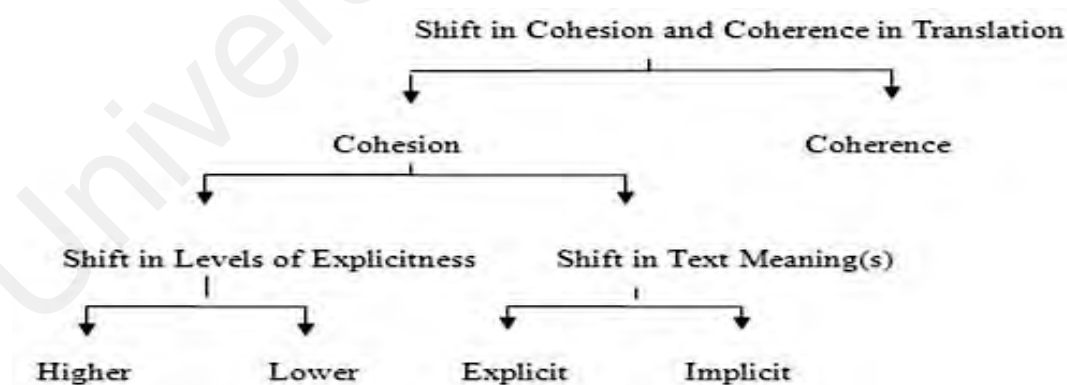 Shift in Cohesion and Coherence in Translation
Cohesion Coherence
Shift in Levels of Explicitness Shift in Text Meaning(s)
Higher Lower Explicit Implicit